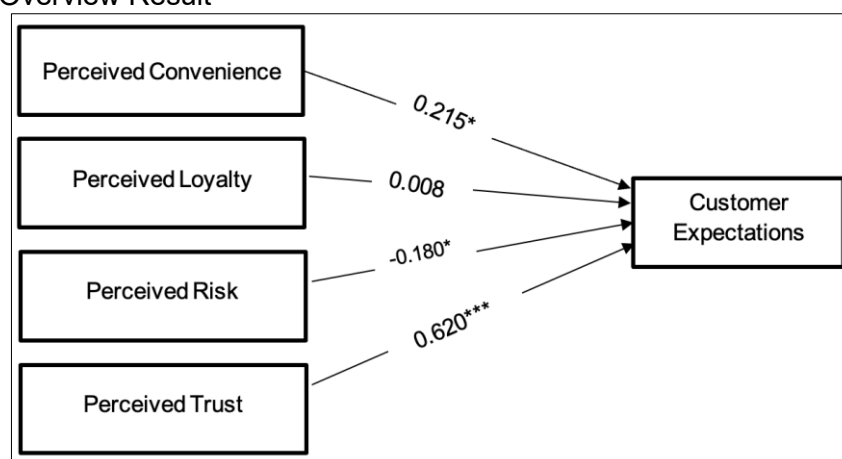 Overview Result
Perceived Convenience
0.215*
Perceived Loyalty
0.008
Customer
Expectations
-0.180*
Perceived Risk
0.620***
Perceived Trust